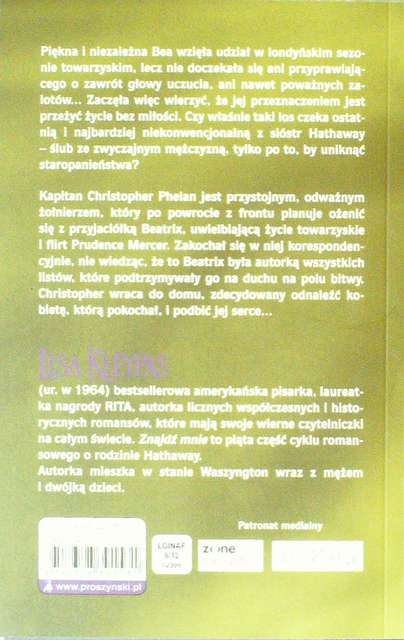 Piękna i niezależna Bea wzięła udział w londyńskim sezo-
nie towarzyskim, lecz nie doczekała się ani przyprawiają-
cego o zawrót głowy uczucia, ani nawet poważnych za-
lotów... Zaczęła więc wierzyć, że jej przeznaczeniem jest
przeżyć życie bez miłości. Czy właśnie taki los czeka ostat-
nią i najbardziej niekonwencjonalną z sióstr Hathaway
– ślub ze zwyczajnym mężczyzną, tylko po to, by uniknąć
staropanieństwa?
Kapitan Christopher Phelan jest przystojnym, odważnym
żołnierzem, który po powrocie z frontu planuje ożenić
się z przyjaciółką Beatrix, uwielbiającą życie towarzyskie
i flirt Prudence Mercer. Zakochał się w niej koresponden-
cyjnie, nie wiedząc, że to Beatrix była autorką wszystkich
listów, które podtrzymywały go na duchu na polu bitwy.
Christopher wraca do domu, zdecydowany odnaleźć ko-
bietę, którą pokochał, i podbić jej serce...
LISA KLEYPAS
(ur. w 1964) bestsellerowa amerykańska pisarka, laureat-
ka nagrody RITA, autorka licznych współczesnych i histo-
rycznych romansów, które mają swoje wierne czytelniczki
na całym świecie. Znajdź mnie to piąta część cyklu roman-
sowego o rodzinie Hathaway.
Autorka mieszka w stanie Waszyngton wraz z mężem
i dwójką dzieci.
Patronat medialny
zone
www.proszynski.pl